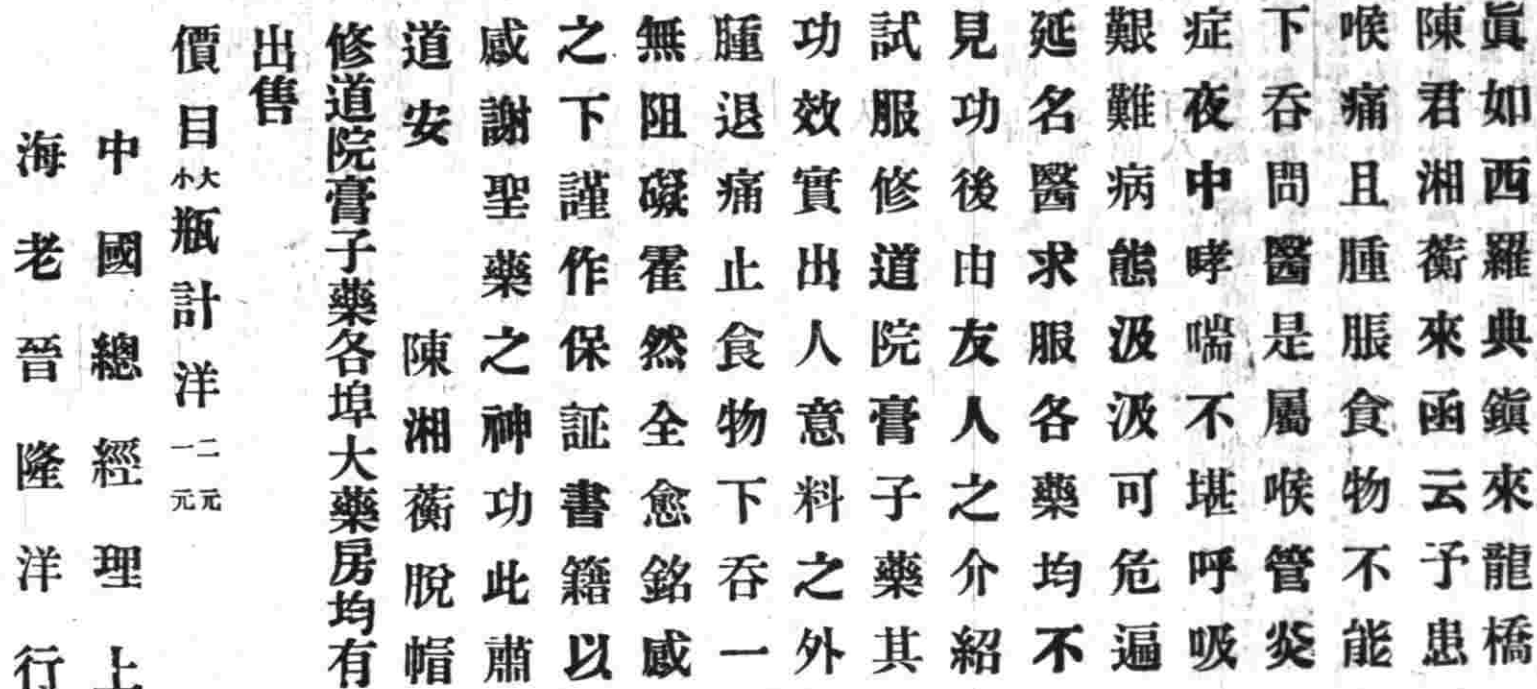 眞如西羅典鎭來龍橋
陳君湘蘅來函云予患
喉痛且腫脹食物不能
下吞問醫是屬喉管炎
症夜中哮喘不堪呼吸
艱難病態汲汲可危遍
延名醫求服各藥均不
見功後由友人之介紹
試服修道院膏子藥其
功效實出人意料之外
腫退痛止食物下吞一
無阻礙霍然全愈銘感
之下謹作保証書籍以
感謝聖藥之神功此肅
道安　陳湘蘅脫帽
修道院膏子藥各埠大藥房均有
出售
價目大小瓶計洋二元一元
中國總經理上
海老晉隆洋行